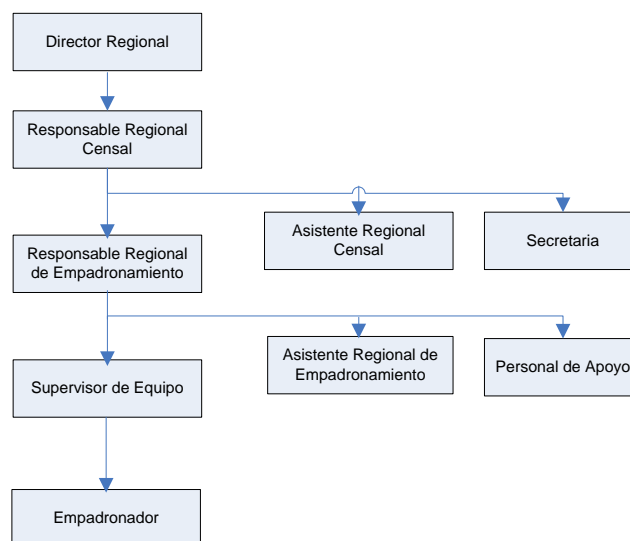 Director Regional
Responsable Regional
Censal
Responsable Regional
de Empadronamiento
Asistente Regional
Censal
Secretaria
Supervisor de Equipo
Asistente Regional de
Empadronamiento
Personal de Apoyo
Empadronador